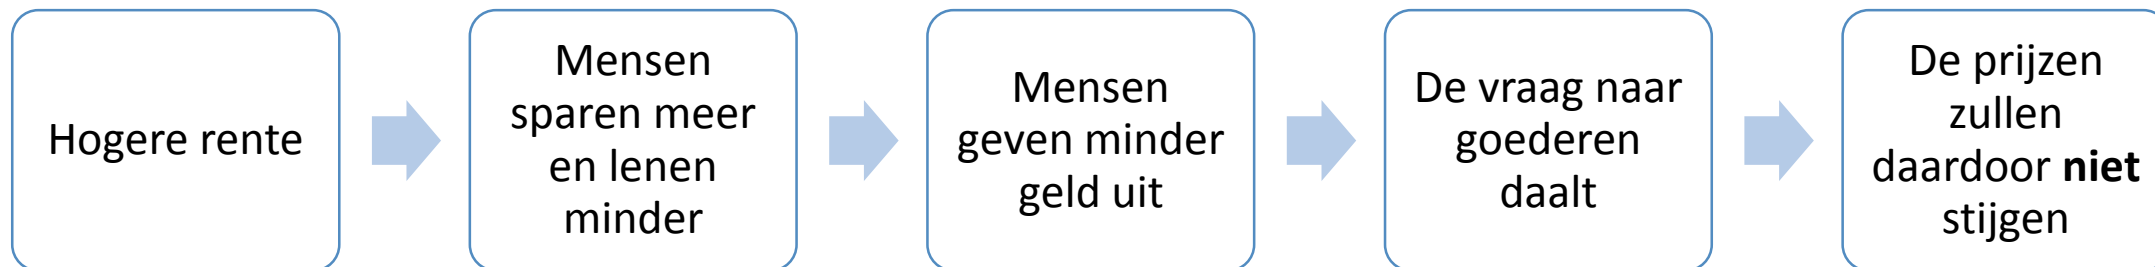 Hogere rente
Mensen
sparen meer
en lenen
minder
Mensen
geven minder
geld uit
De vraag naar
goederen
daalt
De prijzen
zullen
daardoor niet
stijgen